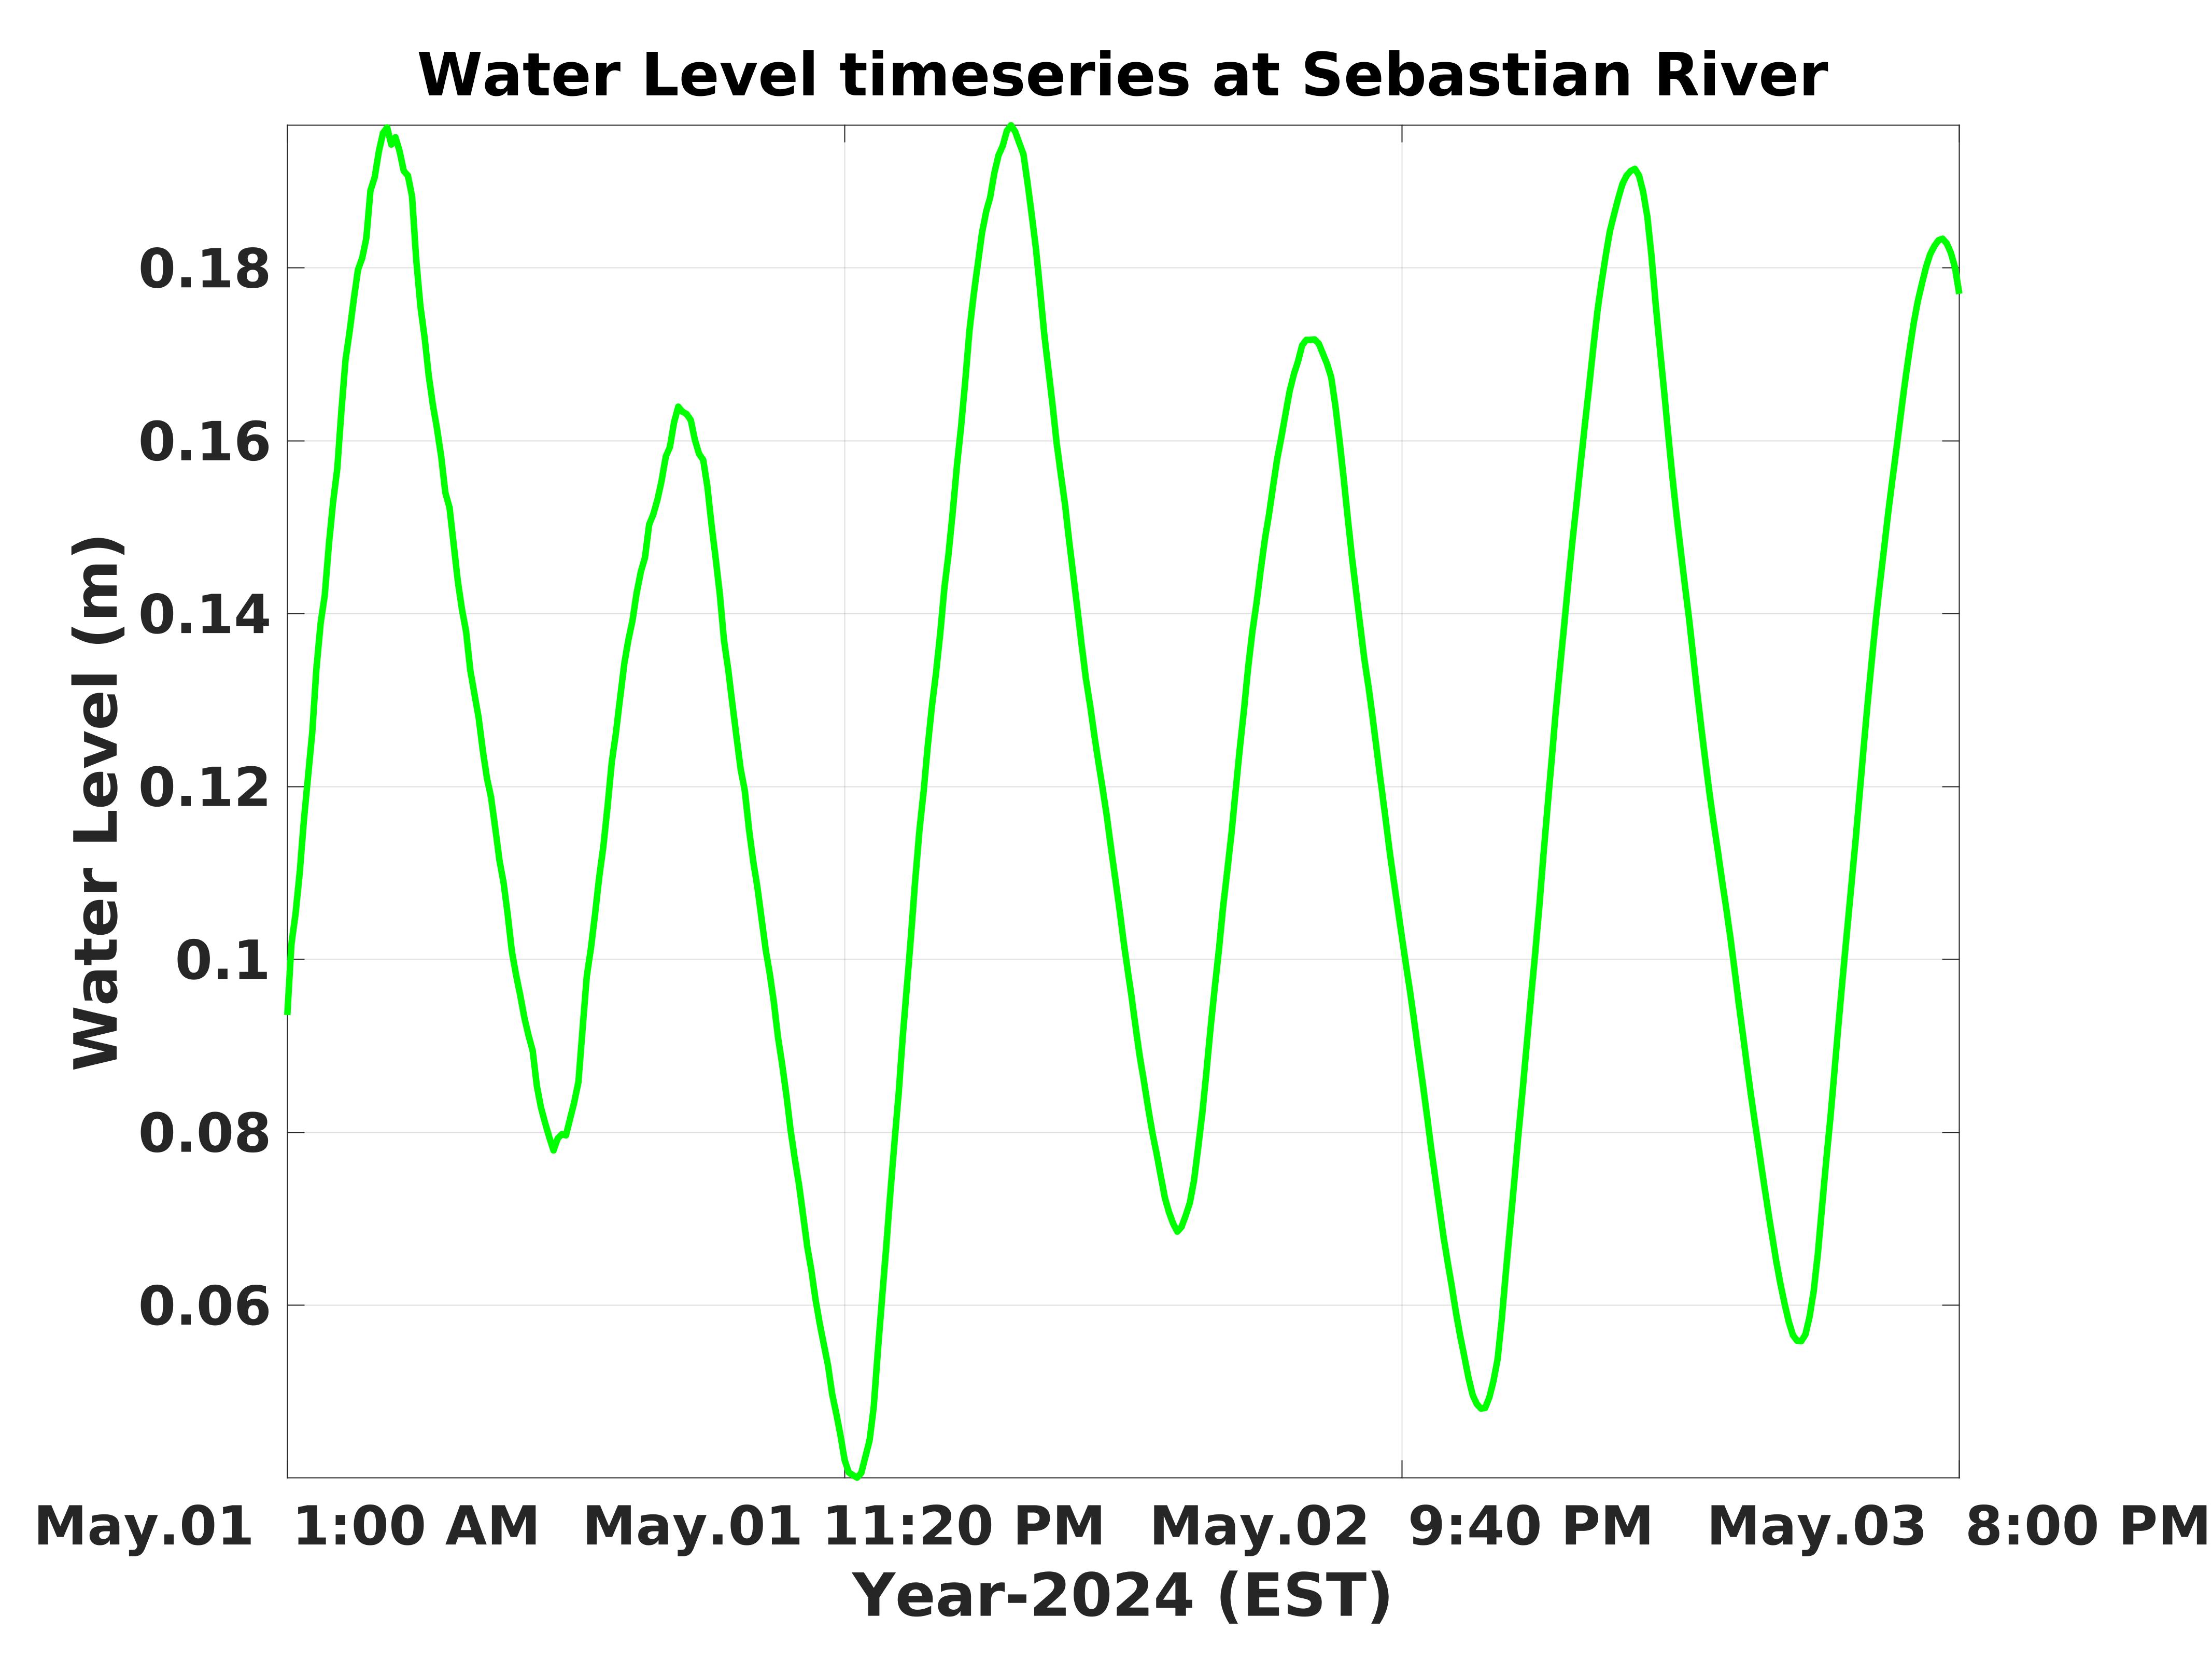 Water Level timeseries at Sebastian River
Water Level (m)
0.18
0.16
0.14
0.12
0.1
0.08
0.06
May.01 1:00 AM May.01 11:20 PM May.02 9:40 PM May.03 8:00 PM
Year-2024 (EST)